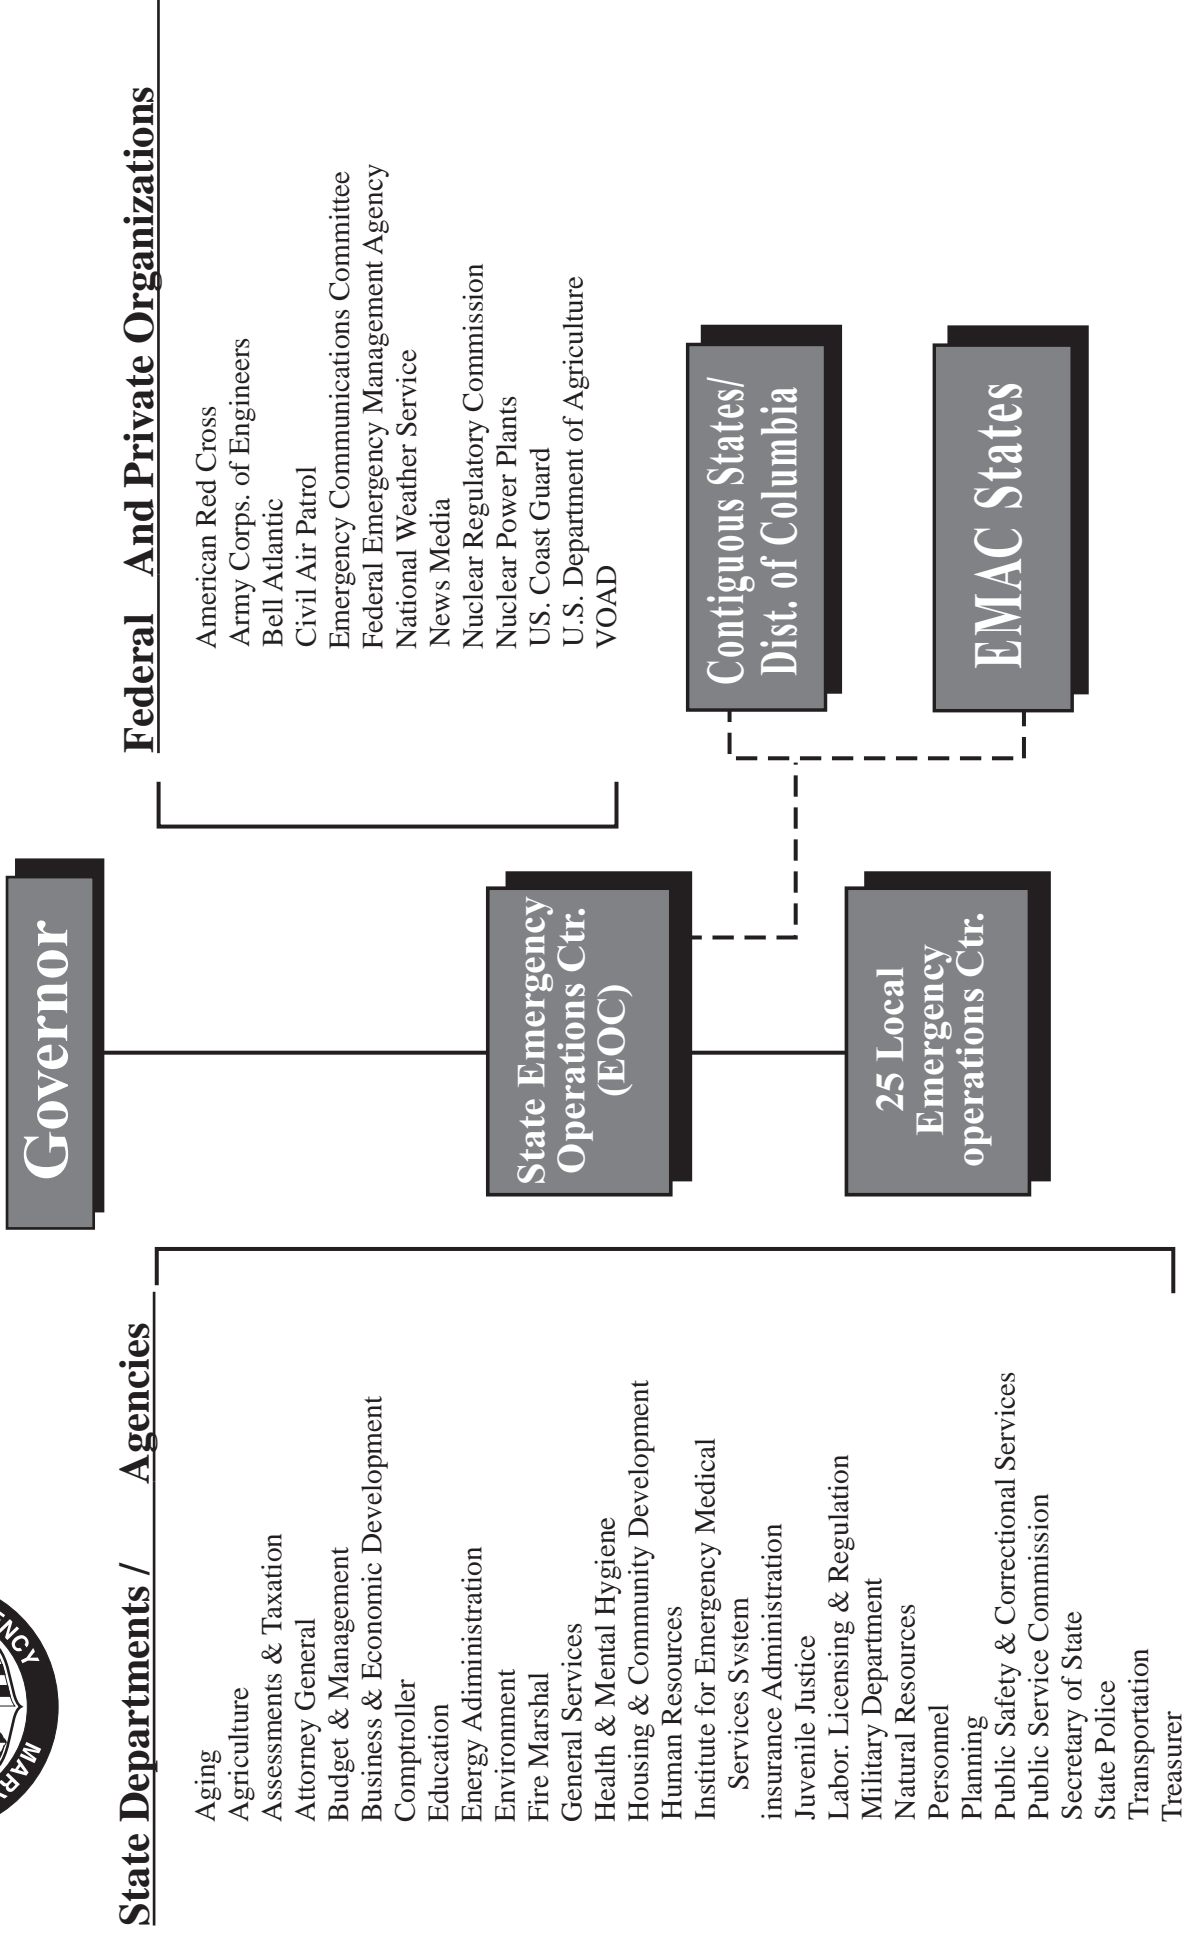 ENCY
MARY
Governor
State Departments / Agencies
Aging
Agriculture
Assessments & Taxation
Attorney General
Budget & Management
Business & Economic Development
Comptroller
Education
Energy Adiministration
Environment
Fire Marshal
General Services
Health & Mental Hygiene
Housing & Community Development
Human Resources
Institute for Emergency Medical
Services Svstem
insurance Administration
Juvenile Justice
Labor. Licensing & Regulation
Military Department
Natural Resources
Personnel
Planning
Public Safety & Correctional Services
Public Service Commission
Secretary of State
State Police
Transportation
Treasurer
State Emergency
Operations Ctr.
(EOC)
25 Local
Emergency
operations Ctr.
Federal And Private Organizations
American Red Cross
Army Corps. of Engineers
Bell Atlantic
Civil Air Patrol
Emergency Communications Committee
Federal Emergency Management Agency
National Weather Service
News Media
Nuclear Regulatory Commission
Nuclear Power Plants
US. Coast Guard
U.S. Department of Agriculture
VOAD
Contiguous States/
Dist. of Columbia
EMAC States